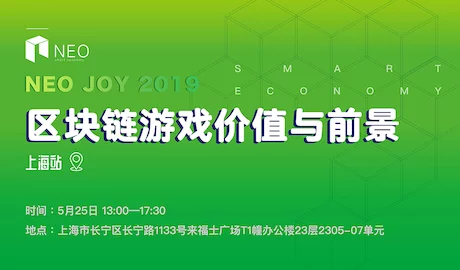 NEO
SMART
NEO JOY 2019
ECONOMY
区块链游戏价值与前景
上海站
时间：5月25日 13:00—17:30
地点：上海市长宁区长宁路1133号来福士广场T1幢办公楼23层2305-07单元